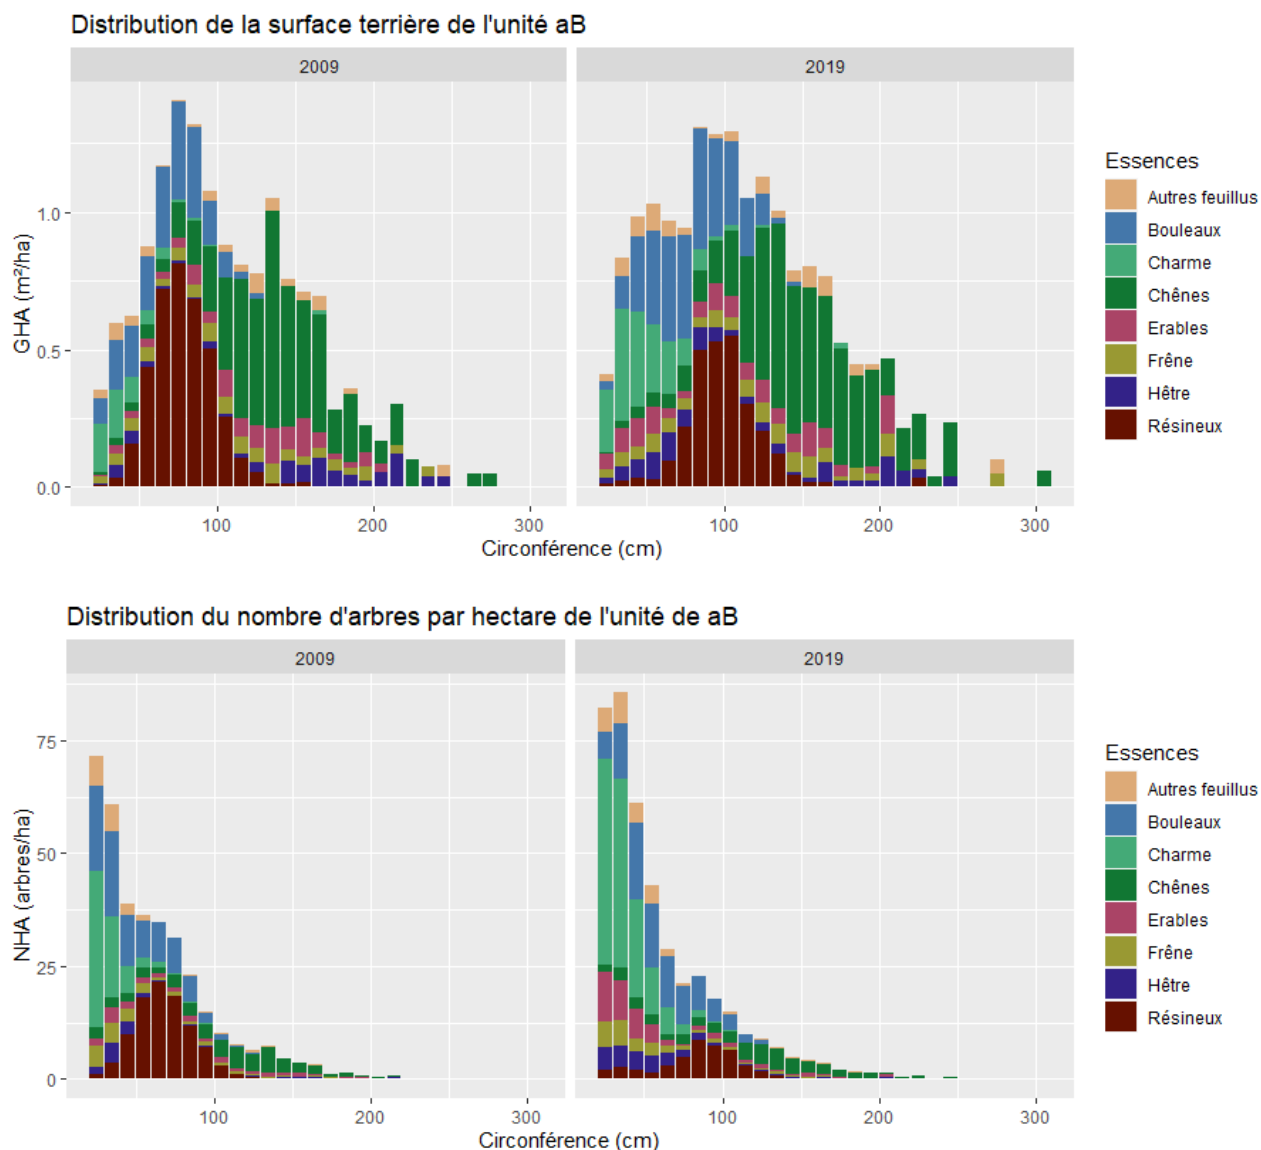 Distribution de la surface terrière de l'unité aB
2009
2019
GHA (m²/ha)
1.0
0.5
0.0
100
200
300
100
200
300
Circonférence (cm)
Essences
Autres feuillus
Bouleaux
Charme
Chênes
Erables
Frêne
Hêtre
Résineux
Distribution du nombre d'arbres par hectare de l'unité de aB
2009
2019
NHA (arbres/ha)
75
50
25
0
100
200
300
100
200
300
Circonférence (cm)
Essences
Autres feuillus
Bouleaux
Charme
Chênes
Erables
Frêne
Hêtre
Résineux